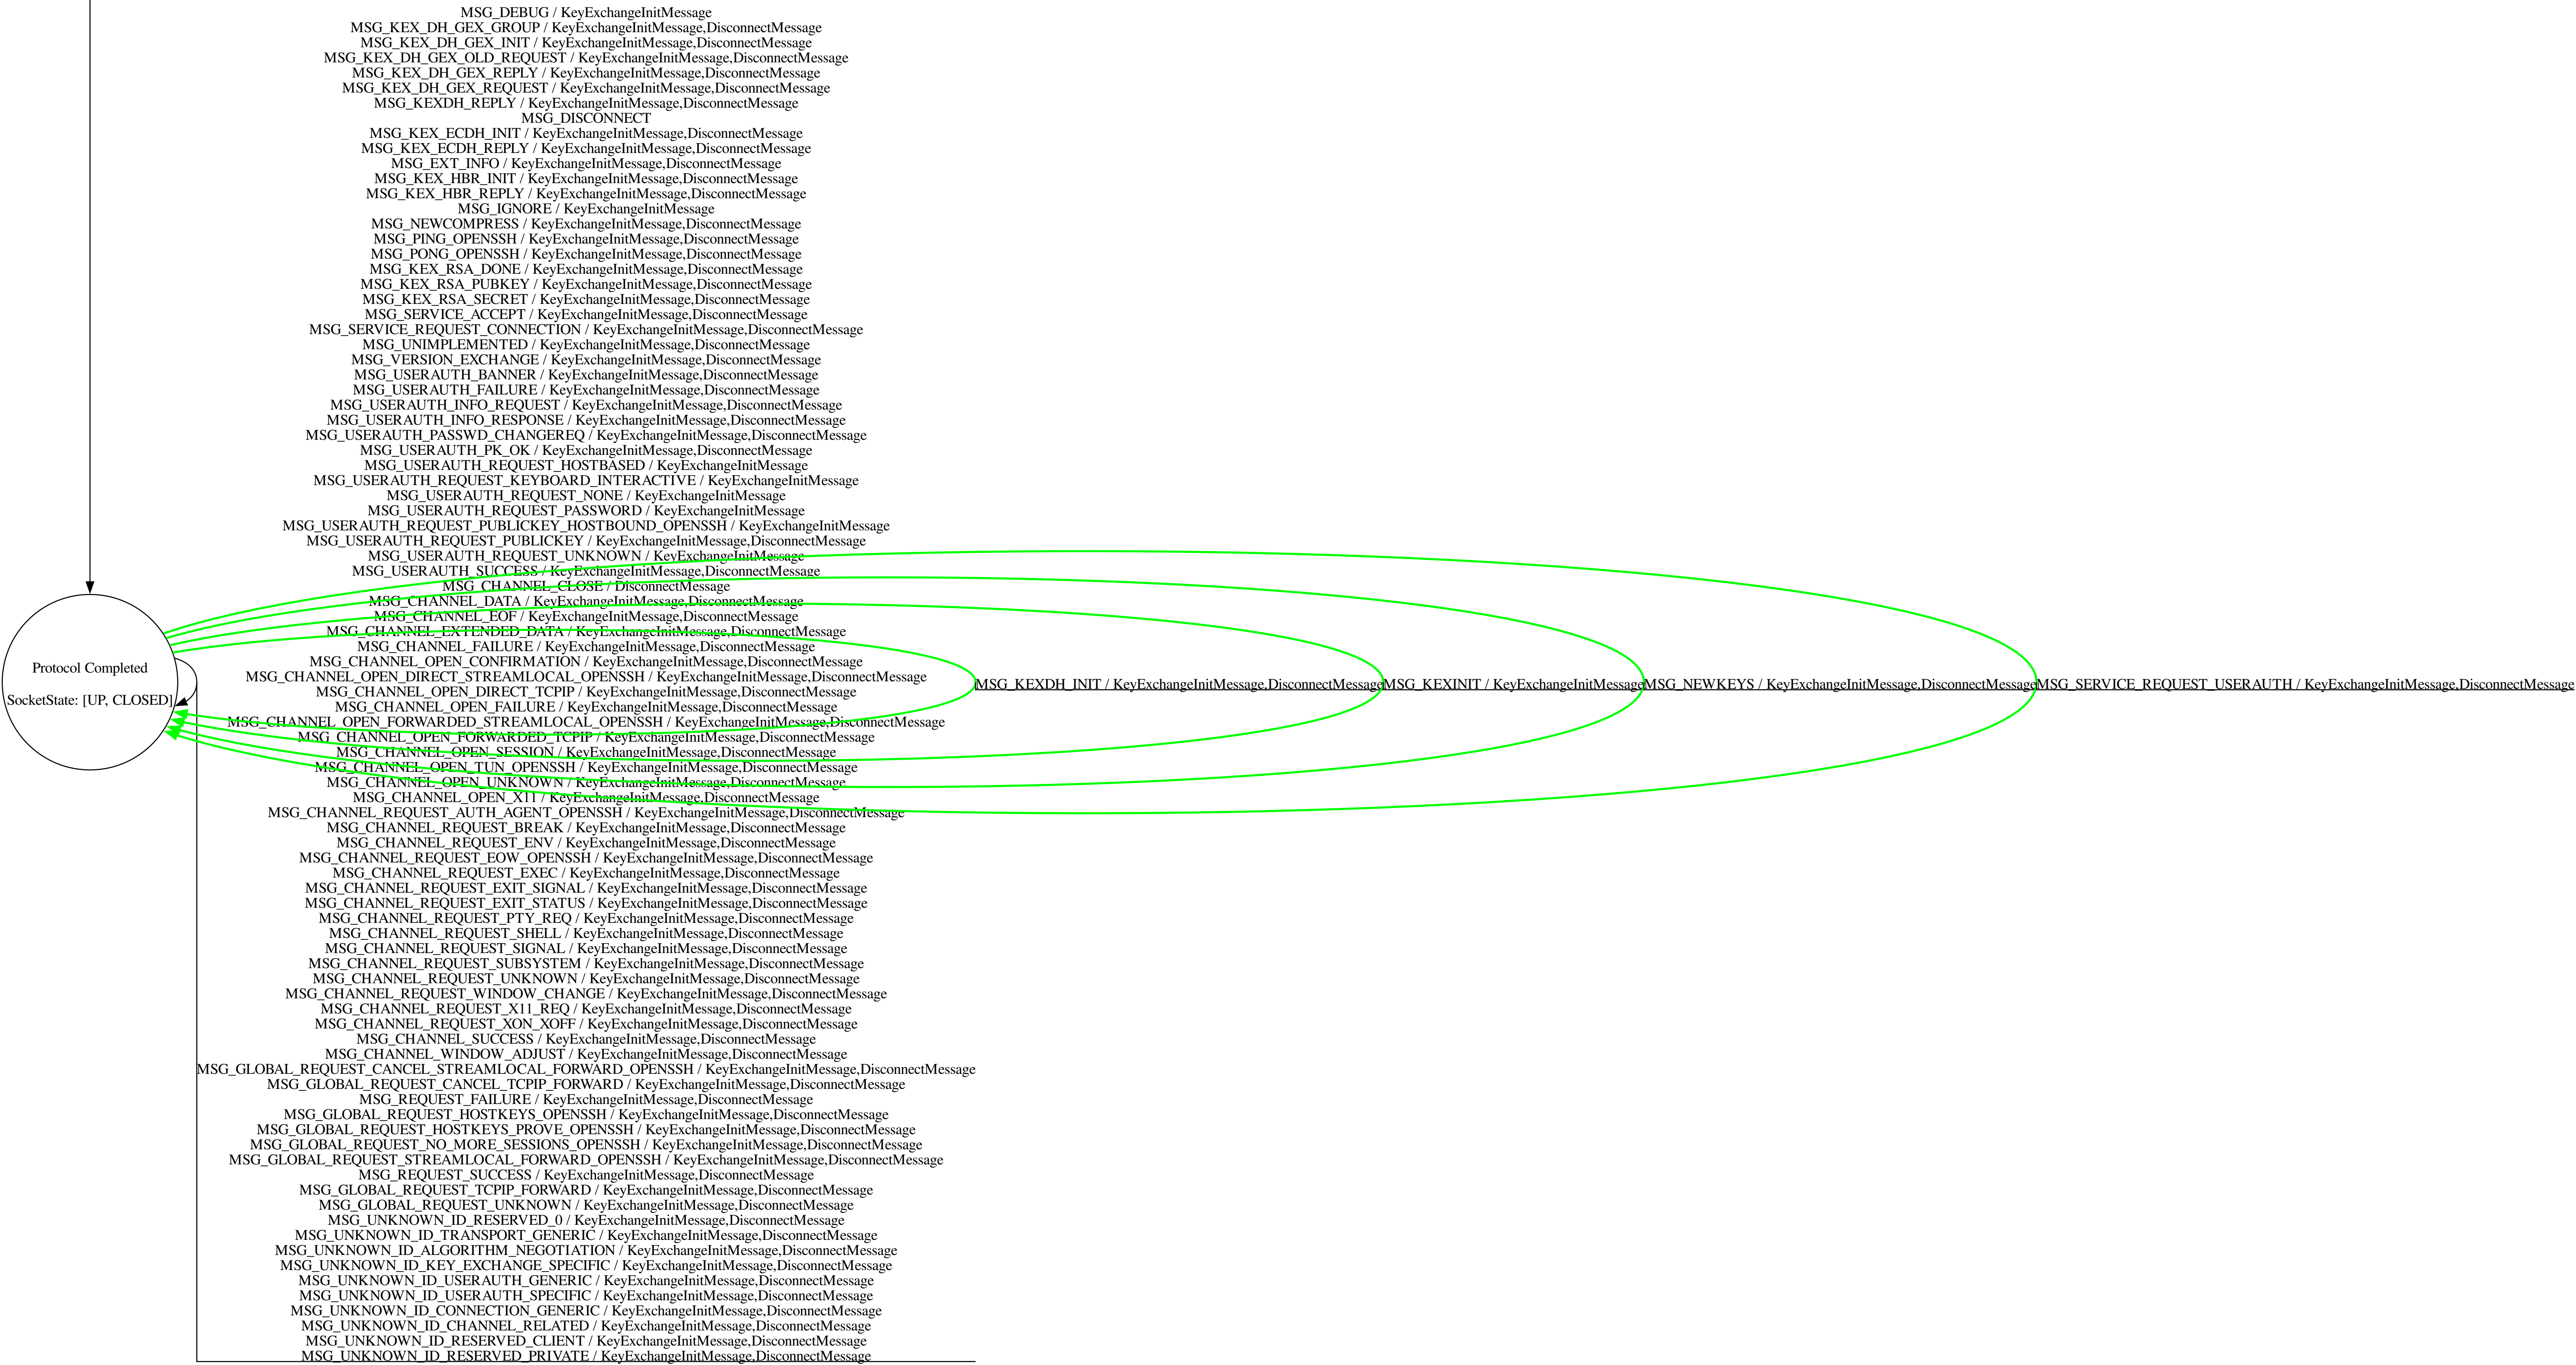 MSG_DEBUG / KeyExchangeInitMessage
MSG_KEX_DH_GEX_GROUP / KeyExchangeInitMessage,DisconnectMessage
MSG_KEX_DH_GEX_INIT / KeyExchangeInitMessage,DisconnectMessage
MSG_KEX_DH_GEX_OLD_REQUEST / KeyExchangeInitMessage,DisconnectMessage
MSG_KEX_DH_GEX_REPLY / KeyExchangeInitMessage,DisconnectMessage
MSG_KEX_DH_GEX_REQUEST / KeyExchangeInitMessage,DisconnectMessage
MSG_KEXDH_REPLY / KeyExchangeInitMessage,DisconnectMessage
MSG_DISCONNECT
MSG_KEX_ECDH_INIT / KeyExchangeInitMessage,DisconnectMessage
MSG_KEX_ECDH_REPLY / KeyExchangeInitMessage,DisconnectMessage
MSG_EXT_INFO / KeyExchangeInitMessage,DisconnectMessage
MSG_KEX_HBR_INIT / KeyExchangeInitMessage,DisconnectMessage
MSG_KEX_HBR_REPLY / KeyExchangeInitMessage,DisconnectMessage
MSG_IGNORE / KeyExchangeInitMessage
MSG_NEWCOMPRESS / KeyExchangeInitMessage,DisconnectMessage
MSG_PING_OPENSSH / KeyExchangeInitMessage,DisconnectMessage
MSG_PONG_OPENSSH / KeyExchangeInitMessage,DisconnectMessage
MSG_KEX_RSA_DONE / KeyExchangeInitMessage,DisconnectMessage
MSG_KEX_RSA_PUBKEY / KeyExchangeInitMessage,DisconnectMessage
MSG_KEX_RSA_SECRET / KeyExchangeInitMessage,DisconnectMessage
MSG_SERVICE_ACCEPT / KeyExchangeInitMessage,DisconnectMessage
MSG_SERVICE_REQUEST_CONNECTION / KeyExchangeInitMessage,DisconnectMessage
MSG_UNIMPLEMENTED / KeyExchangeInitMessage,DisconnectMessage
MSG_VERSION_EXCHANGE / KeyExchangeInitMessage,DisconnectMessage
MSG_USERAUTH_BANNER / KeyExchangeInitMessage,DisconnectMessage
MSG_USERAUTH_FAILURE / KeyExchangeInitMessage,DisconnectMessage
MSG_USERAUTH_INFO_REQUEST / KeyExchangeInitMessage,DisconnectMessage
MSG_USERAUTH_INFO_RESPONSE / KeyExchangeInitMessage,DisconnectMessage
MSG_USERAUTH_PASSWD_CHANGEREQ / KeyExchangeInitMessage,DisconnectMessage
MSG_USERAUTH_PK_OK / KeyExchangeInitMessage,DisconnectMessage
MSG_USERAUTH_REQUEST_HOSTBASED / KeyExchangeInitMessage
MSG_USERAUTH_REQUEST_KEYBOARD_INTERACTIVE / KeyExchangeInitMessage
MSG_USERAUTH_REQUEST_NONE / KeyExchangeInitMessage
MSG_USERAUTH_REQUEST_PASSWORD / KeyExchangeInitMessage
MSG_USERAUTH_REQUEST_PUBLICKEY_HOSTBOUND_OPENSSH / KeyExchangeInitMessage
MSG_USERAUTH_REQUEST_PUBLICKEY / KeyExchangeInitMessage,DisconnectMessage
MSG_USERAUTH_REQUEST_UNKNOWN / KeyExchangeInitMessage
MSG_USERAUTH_SUCCESS / KeyExchangeInitMessage,DisconnectMessage
MSG_CHANNEL_CLOSE / DisconnectMessage
MSG_CHANNEL_DATA / KeyExchangeInitMessage,DisconnectMessage
MSG_CHANNEL_EOF / KeyExchangeInitMessage,DisconnectMessage
MSG_CHANNEL_EXTENDED_DATA / KeyExchangeInitMessage,DisconnectMessage
MSG_CHANNEL_FAILURE / KeyExchangeInitMessage,DisconnectMessage
MSG_CHANNEL_OPEN_CONFIRMATION / KeyExchangeInitMessage,DisconnectMessage
MSG_CHANNEL_OPEN_DIRECT_STREAMLOCAL_OPENSSH / KeyExchangeInitMessage,DisconnectMessage
MSG_CHANNEL_OPEN_DIRECT_TCPIP / KeyExchangeInitMessage,DisconnectMessage
MSG_CHANNEL_OPEN_FAILURE / KeyExchangeInitMessage,DisconnectMessage
MSG_CHANNEL_OPEN_FORWARDED_STREAMLOCAL_OPENSSH / KeyExchangeInitMessage,DisconnectMessage
MSG_CHANNEL_OPEN_FORWARDED_TCPIP / KeyExchangeInitMessage,DisconnectMessage
MSG_CHANNEL_OPEN_SESSION / KeyExchangeInitMessage,DisconnectMessage
MSG_CHANNEL_OPEN_TUN_OPENSSH / KeyExchangeInitMessage,DisconnectMessage
MSG_CHANNEL_OPEN_UNKNOWN / KeyExchangeInitMessage,DisconnectMessage
MSG_CHANNEL_OPEN_X11 / KeyExchangeInitMessage,DisconnectMessage
MSG_CHANNEL_REQUEST_AUTH_AGENT_OPENSSH / KeyExchangeInitMessage,DisconnectMessage
MSG_CHANNEL_REQUEST_BREAK / KeyExchangeInitMessage,DisconnectMessage
MSG_CHANNEL_REQUEST_ENV / KeyExchangeInitMessage,DisconnectMessage
MSG_CHANNEL_REQUEST_EOW_OPENSSH / KeyExchangeInitMessage,DisconnectMessage
MSG_CHANNEL_REQUEST_EXEC / KeyExchangeInitMessage,DisconnectMessage
MSG_CHANNEL_REQUEST_EXIT_SIGNAL / KeyExchangeInitMessage,DisconnectMessage
MSG_CHANNEL_REQUEST_EXIT_STATUS / KeyExchangeInitMessage,DisconnectMessage
MSG_CHANNEL_REQUEST_PTY_REQ / KeyExchangeInitMessage,DisconnectMessage
MSG_CHANNEL_REQUEST_SHELL / KeyExchangeInitMessage,DisconnectMessage
MSG_CHANNEL_REQUEST_SIGNAL / KeyExchangeInitMessage,DisconnectMessage
MSG_CHANNEL_REQUEST_SUBSYSTEM / KeyExchangeInitMessage,DisconnectMessage
MSG_CHANNEL_REQUEST_UNKNOWN / KeyExchangeInitMessage,DisconnectMessage
MSG_CHANNEL_REQUEST_WINDOW_CHANGE / KeyExchangeInitMessage,DisconnectMessage
MSG_CHANNEL_REQUEST_X11_REQ / KeyExchangeInitMessage,DisconnectMessage
MSG_CHANNEL_REQUEST_XON_XOFF / KeyExchangeInitMessage,DisconnectMessage
MSG_CHANNEL_SUCCESS / KeyExchangeInitMessage,DisconnectMessage
MSG_CHANNEL_WINDOW_ADJUST / KeyExchangeInitMessage,DisconnectMessage
MSG_GLOBAL_REQUEST_CANCEL_STREAMLOCAL_FORWARD_OPENSSH / KeyExchangeInitMessage,DisconnectMessage
MSG_GLOBAL_REQUEST_CANCEL_TCPIP_FORWARD / KeyExchangeInitMessage,DisconnectMessage
MSG_REQUEST_FAILURE / KeyExchangeInitMessage,DisconnectMessage
MSG_GLOBAL_REQUEST_HOSTKEYS_OPENSSH / KeyExchangeInitMessage,DisconnectMessage
MSG_GLOBAL_REQUEST_HOSTKEYS_PROVE_OPENSSH / KeyExchangeInitMessage,DisconnectMessage
MSG_GLOBAL_REQUEST_NO_MORE_SESSIONS_OPENSSH / KeyExchangeInitMessage,DisconnectMessage
MSG_GLOBAL_REQUEST_STREAMLOCAL_FORWARD_OPENSSH / KeyExchangeInitMessage,DisconnectMessage
MSG_REQUEST_SUCCESS / KeyExchangeInitMessage,DisconnectMessage
MSG_GLOBAL_REQUEST_TCPIP_FORWARD / KeyExchangeInitMessage,DisconnectMessage
MSG_GLOBAL_REQUEST_UNKNOWN / KeyExchangeInitMessage,DisconnectMessage
MSG_UNKNOWN_ID_RESERVED_0 / KeyExchangeInitMessage,DisconnectMessage
MSG_UNKNOWN_ID_TRANSPORT_GENERIC / KeyExchangeInitMessage,DisconnectMessage
MSG_UNKNOWN_ID_ALGORITHM_NEGOTIATION / KeyExchangeInitMessage,DisconnectMessage
MSG_UNKNOWN_ID_KEY_EXCHANGE_SPECIFIC / KeyExchangeInitMessage,DisconnectMessage
MSG_UNKNOWN_ID_USERAUTH_GENERIC / KeyExchangeInitMessage,DisconnectMessage
MSG_UNKNOWN_ID_USERAUTH_SPECIFIC / KeyExchangeInitMessage,DisconnectMessage
MSG_UNKNOWN_ID_CONNECTION_GENERIC / KeyExchangeInitMessage,DisconnectMessage
MSG_UNKNOWN_ID_CHANNEL_RELATED / KeyExchangeInitMessage,DisconnectMessage
MSG_UNKNOWN_ID_RESERVED_CLIENT / KeyExchangeInitMessage,DisconnectMessage
MSG_UNKNOWN_ID_RESERVED_PRIVATE / KeyExchangeInitMessage,DisconnectMessage
Protocol Completed
SocketState: [UP, CLOSED]
MSG_KEXDH_INIT / KeyExchangeInitMessage,DisconnectMessage
MSG_KEXINIT / KeyExchangeInitMessage
MSG_NEWKEYS / KeyExchangeInitMessage,DisconnectMessage
MSG_SERVICE_REQUEST_USERAUTH / KeyExchangeInitMessage,DisconnectMessage